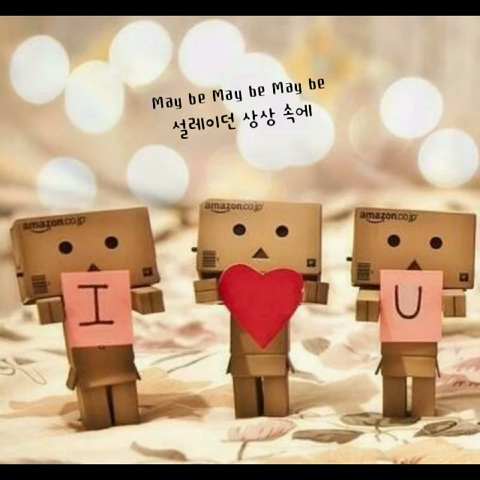 May be May be May be
설레이던 상상 속에
amazon.co.jp
amazon.co.jp
amazon.co.jp
I
U